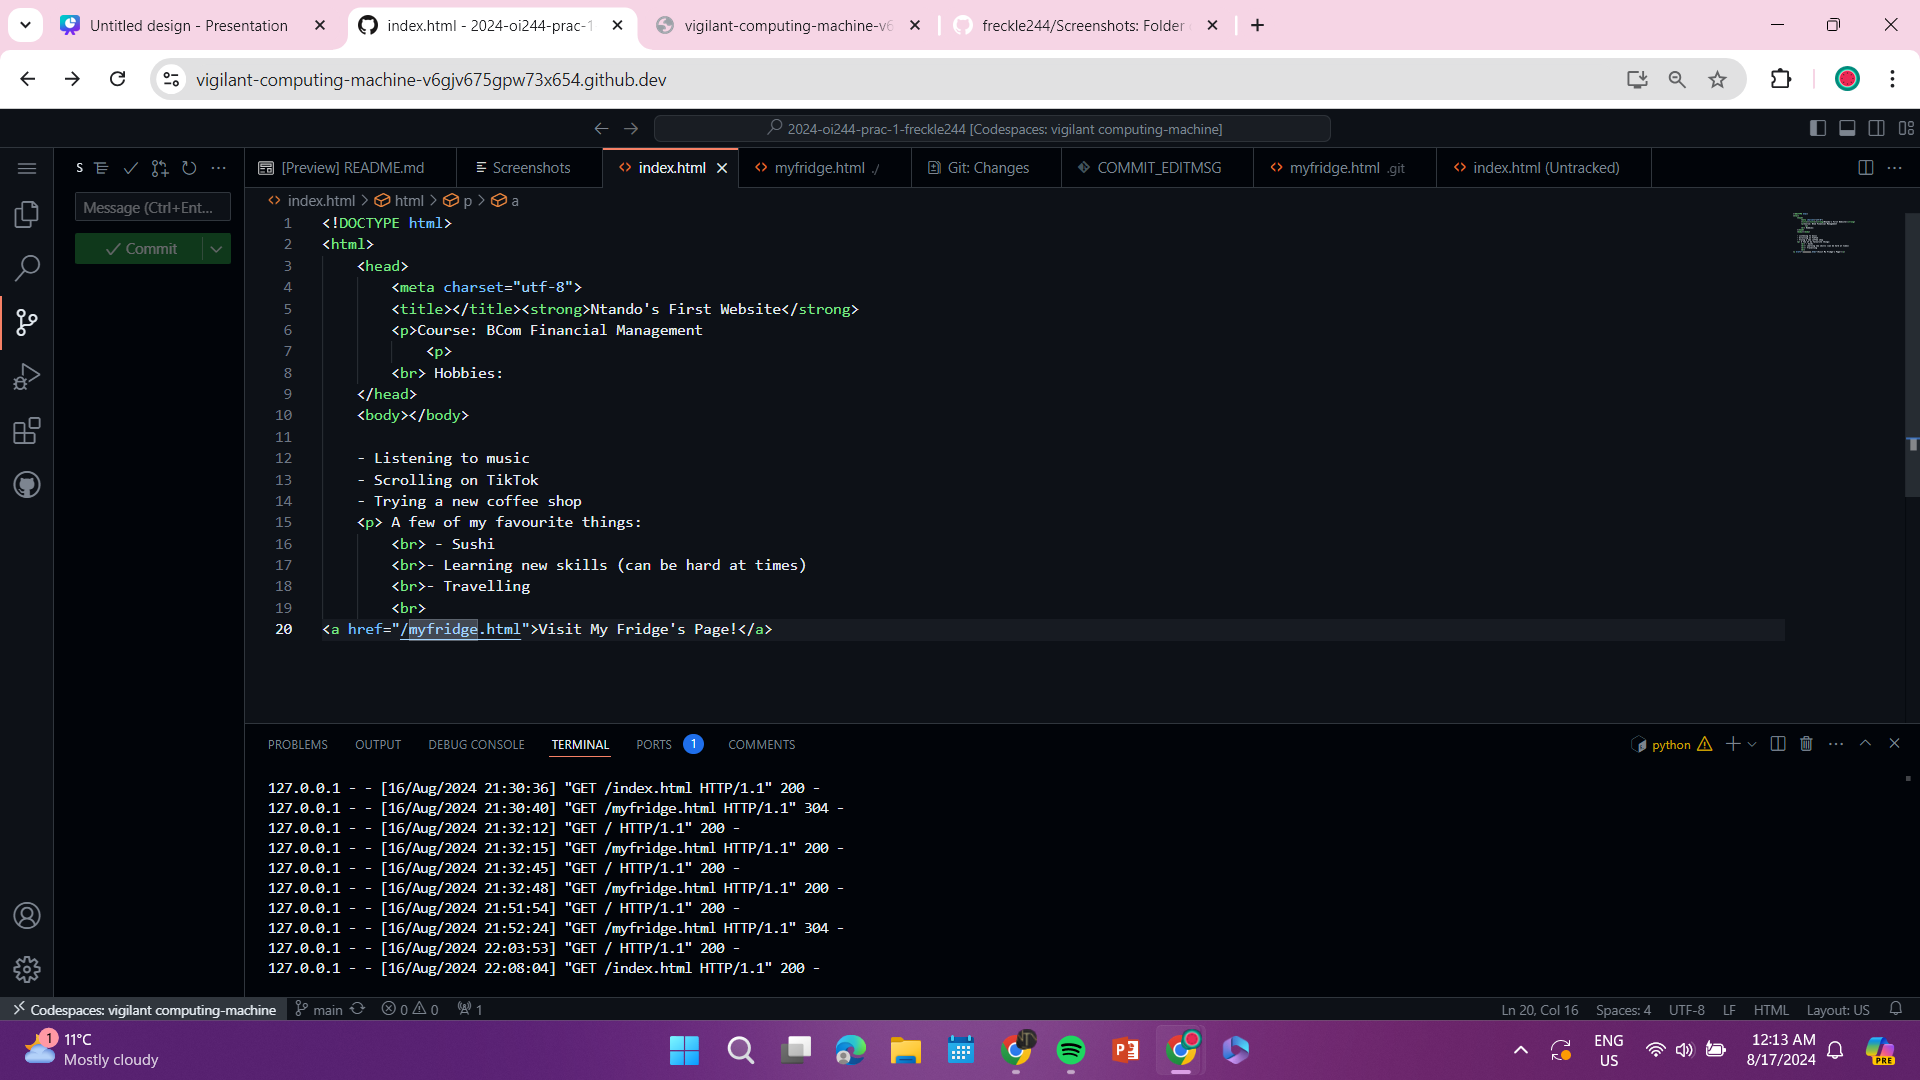 Untitled design - Presentation
index.html - 2024-oi244-prac-1
vigilant-computing-machine-v6
freckle244/Screenshots: Folder
vigilant-computing-machine-v6gjv675gpw73x654.github.dev
2024-oi244-prac-1-freckle244 [Codespaces: vigilant computing-machine]
S
[Preview] README.md
Screenshots
index.html
myfridge.html ./
Git: Changes
COMMIT_EDITMSG
myfridge.html .git
index.html (Untracked)
Message (Ctrl+Ent...
Commit
index.html > html > p > a
1 <!DOCTYPE html>
2 <html>
3 <head>
4 <meta charset="utf-8">
5 <title></title><strong>Ntando's First Website</strong>
6 <p>Course: BCom Financial Management
7 <p>
8 <br> Hobbies:
9 </head>
10 <body></body>
11
12 - Listening to music
13 - Scrolling on TikTok
14 - Trying a new coffee shop
15 <p> A few of my favourite things:
16 <br> - Sushi
17 <br>- Learning new skills (can be hard at times)
18 <br>- Travelling
19 <br>
20 <a href="/myfridge.html">Visit My Fridge's Page!</a>
PROBLEMS OUTPUT DEBUG CONSOLE TERMINAL PORTS 1 COMMENTS
python
127.0.0.1 - - [16/Aug/2024 21:30:36] "GET /index.html HTTP/1.1" 200 -
127.0.0.1 - - [16/Aug/2024 21:30:40] "GET /myfridge.html HTTP/1.1" 304 -
127.0.0.1 - - [16/Aug/2024 21:32:12] "GET / HTTP/1.1" 200 -
127.0.0.1 - - [16/Aug/2024 21:32:15] "GET /myfridge.html HTTP/1.1" 200 -
127.0.0.1 - - [16/Aug/2024 21:32:45] "GET / HTTP/1.1" 200 -
127.0.0.1 - - [16/Aug/2024 21:32:48] "GET /myfridge.html HTTP/1.1" 200 -
127.0.0.1 - - [16/Aug/2024 21:51:54] "GET / HTTP/1.1" 200 -
127.0.0.1 - - [16/Aug/2024 21:52:24] "GET /myfridge.html HTTP/1.1" 304 -
127.0.0.1 - - [16/Aug/2024 22:03:53] "GET / HTTP/1.1" 200 -
127.0.0.1 - - [16/Aug/2024 22:08:04] "GET /index.html HTTP/1.1" 200 -
Codespaces: vigilant computing-machine main 0 0 1
Ln 20, Col 16 Spaces: 4 UTF-8 LF HTML Layout: US
1
11°C
Mostly cloudy
NT
P
ENG
US
12:13 AM
8/17/2024
PRE